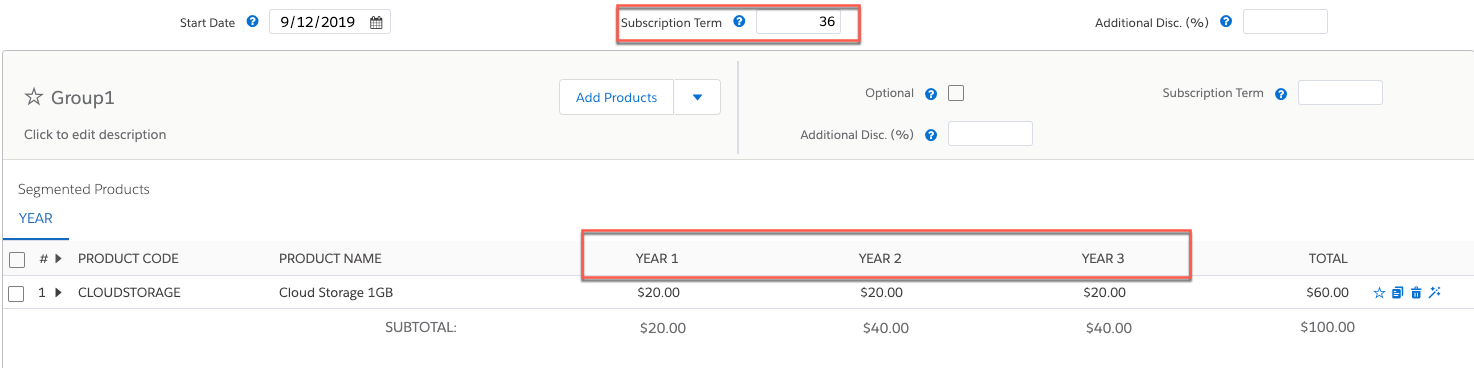 Start Date ? 9/12/2019 Subscription Term ? 36 Additional Disc. (%) ?
Group1 Add Products Optional ? Subscription Term ?
Click to edit description Additional Disc. (%) ?
Segmented Products
YEAR
# PRODUCT CODE PRODUCT NAME YEAR 1 YEAR 2 YEAR 3 TOTAL
1 CLOUDSTORAGE Cloud Storage 1GB $20.00 $20.00 $20.00 $60.00
SUBTOTAL: $20.00 $40.00 $40.00 $100.00